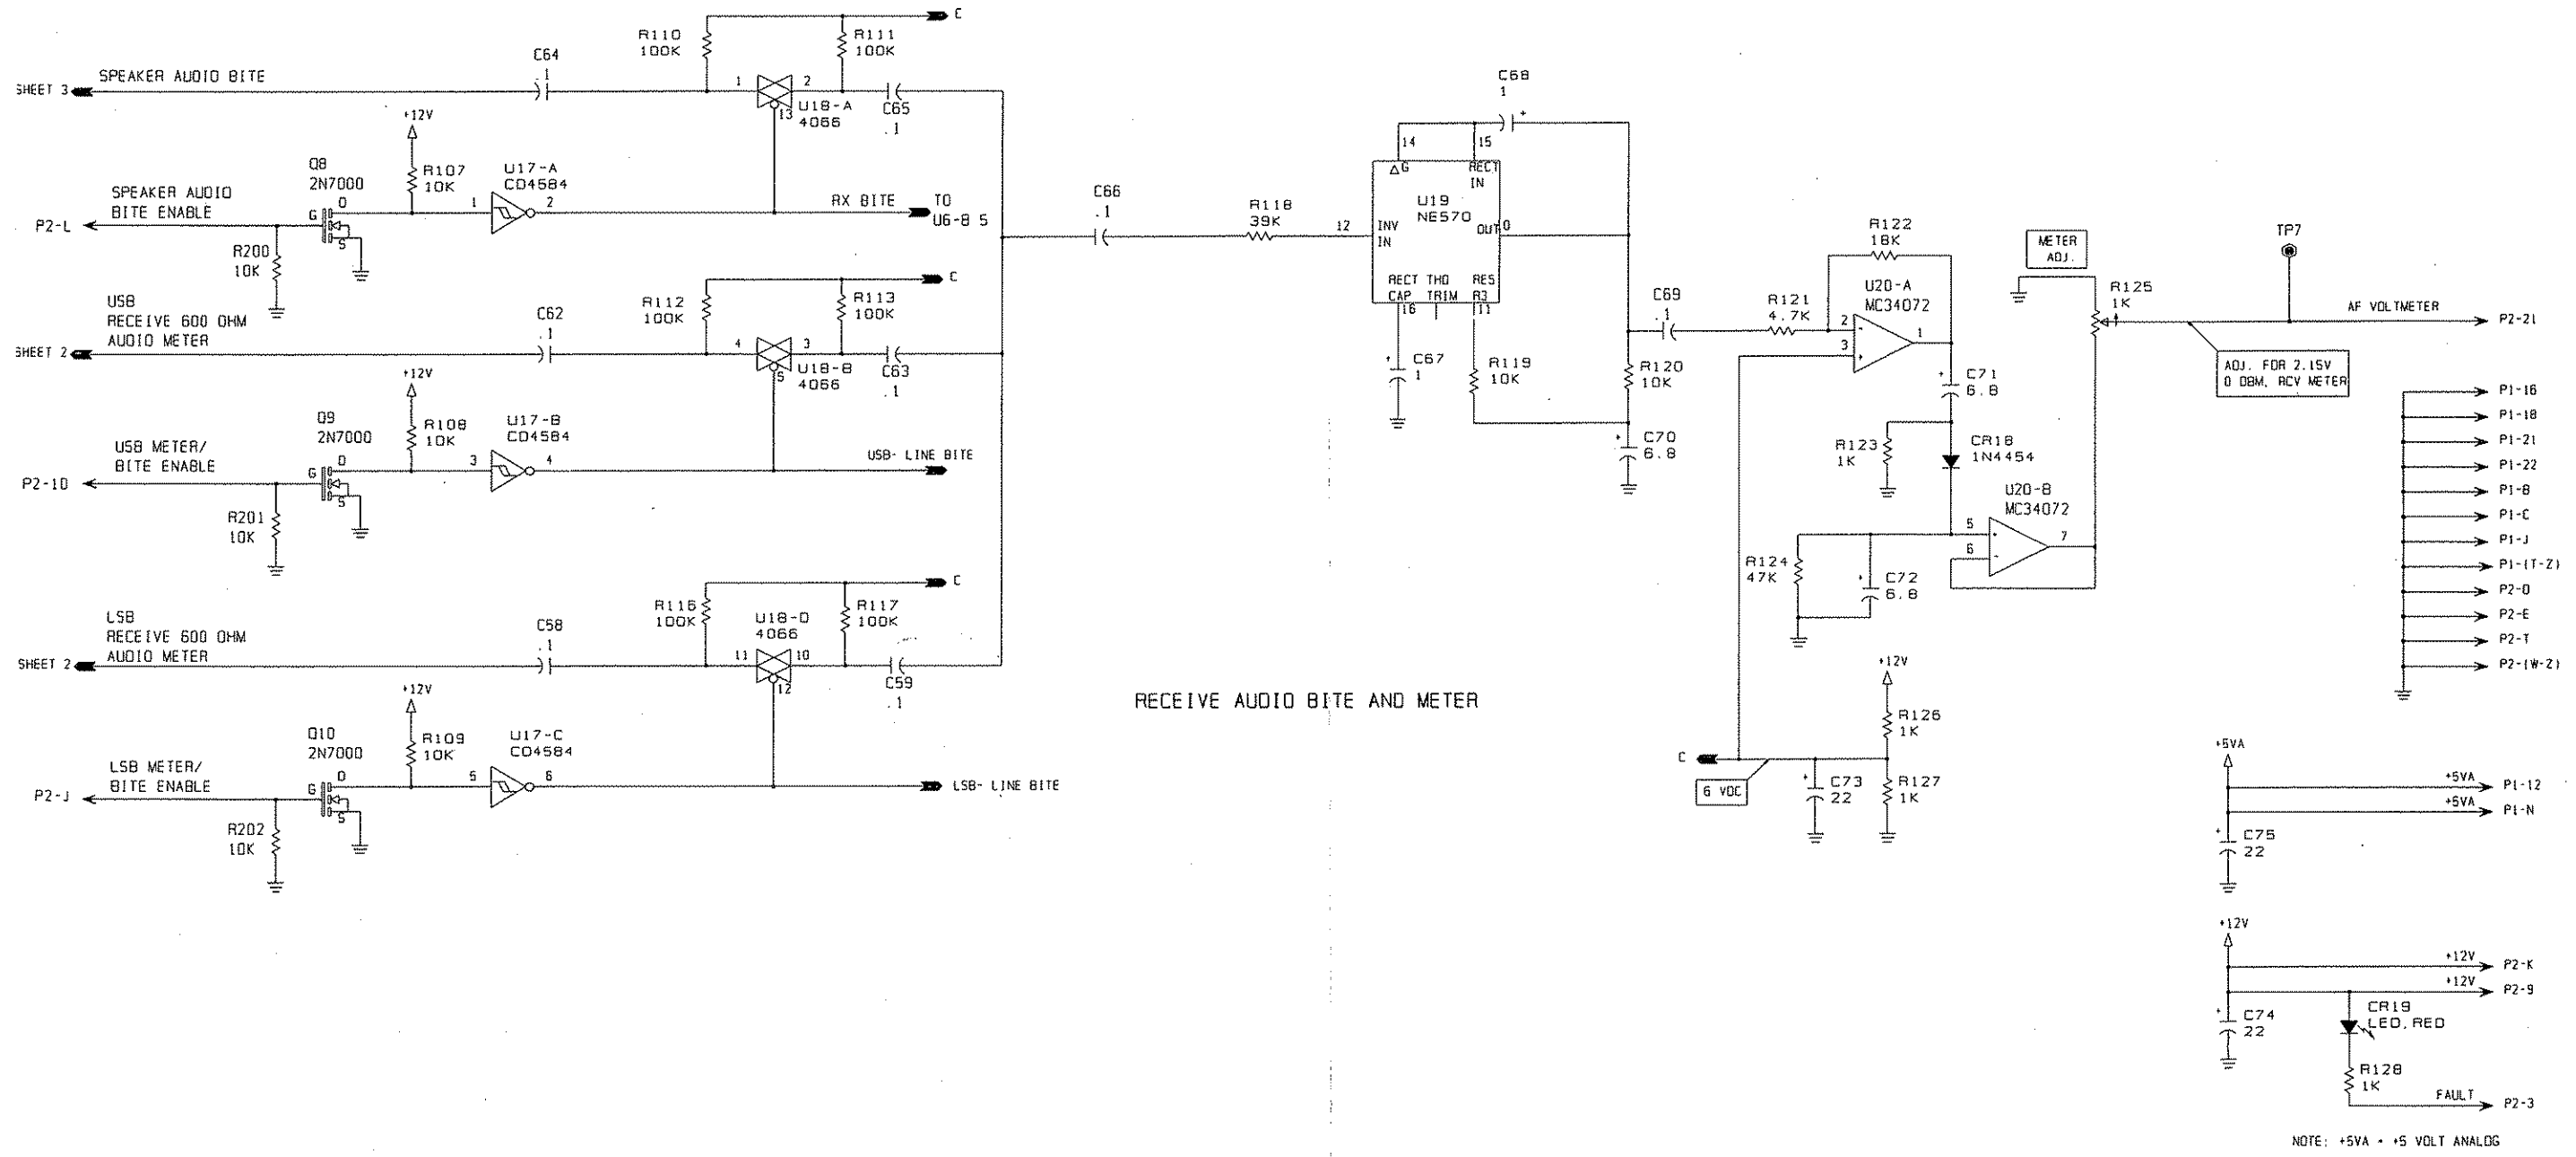 C
R110
100K
R111
100K
C64
.1
SPEAKER AUDIO BITE
SHEET 3
1
2
U18-A
4066
13
C65
.1
+12V
R107
10K
Q8
2N7000
U17-A
CD4584
SPEAKER AUDIO
BITE ENABLE
G
D
S
1
2
RX BITE
TO
U6-8 5
P2-L
R200
10K
C
USB
RECEIVE 600 OHM
AUDIO METER
R112
100K
R113
100K
C62
.1
SHEET 2
4
3
U18-B
4066
5
C63
.1
+12V
R108
10K
Q9
2N7000
U17-B
CD4584
USB METER/
BITE ENABLE
G
D
S
3
4
USB- LINE BITE
P2-10
R201
10K
C
LSB
RECEIVE 600 OHM
AUDIO METER
R116
100K
R117
100K
C58
.1
U18-D
4066
SHEET 2
11
10
12
C59
.1
+12V
R109
10K
Q10
2N7000
U17-C
CD4584
LSB METER/
BITE ENABLE
G
D
S
5
6
LSB- LINE BITE
P2-J
R202
10K
C66
.1
R118
39K
C68
1
+
14
15
G
RECT
IN
U19
NE570
12
INV
IN
OUT
RECT
CAP
THD
TRIM
RES
R3
16
11
+
C67
1
R119
10K
R120
10K
+
C70
6.8
C69
.1
R121
4.7K
R122
18K
U20-A
MC34072
2
-
3
+
1
+
C71
6.8
R123
1K
CR18
1N4454
U20-B
MC34072
5
+
6
-
7
R124
47K
+
C72
6.8
METER
ADJ.
R125
1K
TP7
AF VOLTMETER
P2-21
ADJ. FOR 2.15V
0 DBM, RCV METER
P1-16
P1-18
P1-21
P1-22
P1-B
P1-C
P1-J
P1-(T-Z)
P2-D
P2-E
P2-T
P2-(W-Z)
RECEIVE AUDIO BITE AND METER
+12V
R126
1K
C
6 VDC
+
C73
22
R127
1K
+5VA
+5VA
P1-12
+5VA
P1-N
+
C75
22
+12V
+12V
P2-K
+12V
P2-9
+
C74
22
CR19
LED, RED
R128
1K
FAULT
P2-3
NOTE: +5VA = +5 VOLT ANALOG